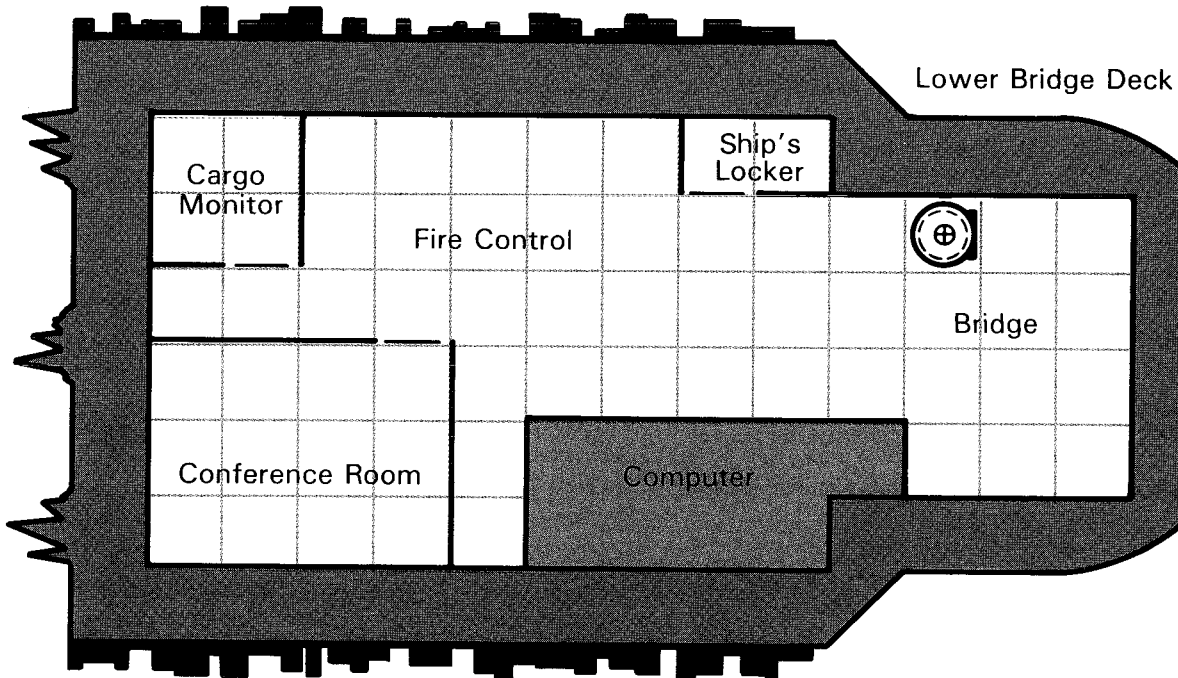 Lower Bridge Deck
Ship's
Locker
Cargo
Monitor
Fire Control
Bridge
Conference Room
Computer